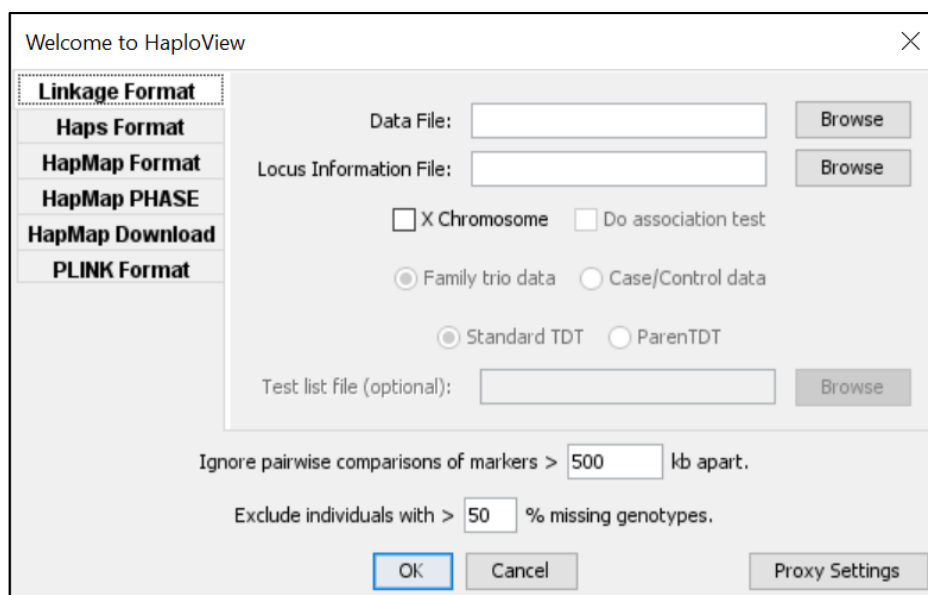 Welcome to HaploView
Linkage Format
Haps Format
HapMap Format
HapMap PHASE
HapMap Download
PLINK Format
Data File: Browse
Locus Information File: Browse
X Chromosome Do association test
Family trio data Case/Control data
Standard TDT ParenTDT
Test list file (optional): Browse
Ignore pairwise comparisons of markers > 500 kb apart.
Exclude individuals with > 50 % missing genotypes.
OK Cancel Proxy Settings